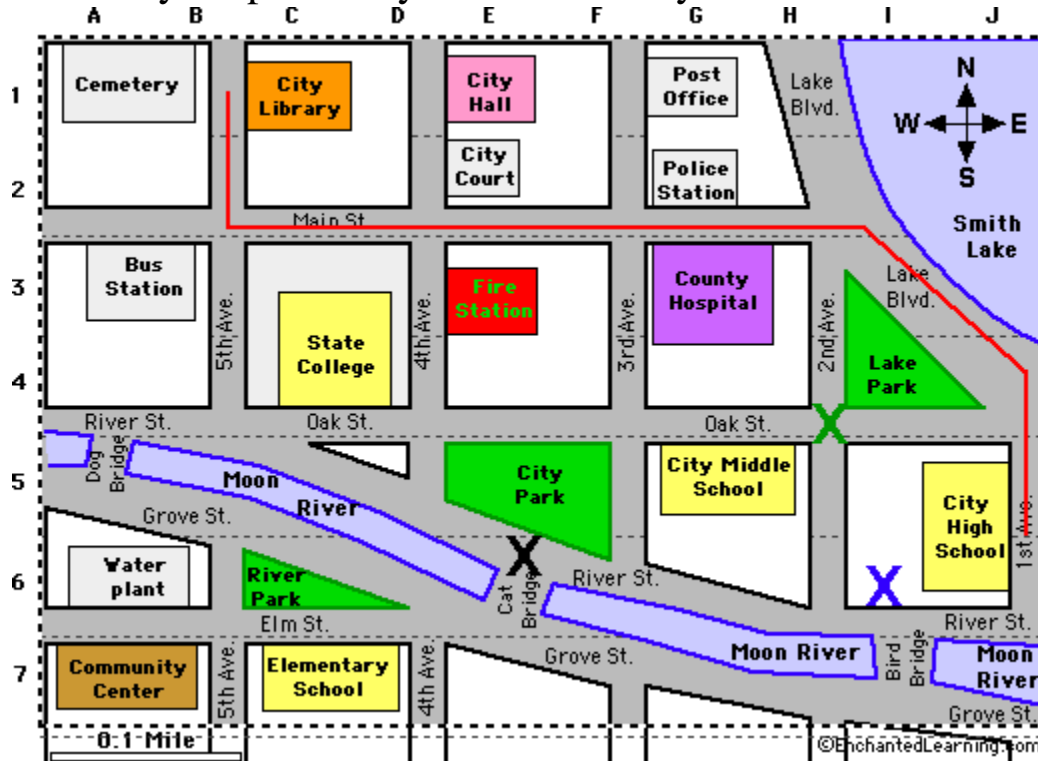 A B C D E F G H I J
1
Cemetery
City
Library
City
Hall
Post
Office
Lake
Blvd.
N
W E
S
2
City
Court
Police
Station
Main St.
Smith
Lake
3
Bus
Station
5th Ave.
4th Ave.
Fire
Station
3rd Ave.
County
Hospital
2nd Ave.
Lake
Blvd.
4
State
College
Lake
Park
River St.
Oak St.
Oak St.
X
5
Dog
Bridge
Moon
River
City
Park
City Middle
School
City
High
School
1st Ave.
Grove St.
6
Water
plant
River
Park
X
Cat
Bridge
River St.
X
Elm St.
River St.
7
Community
Center
5th Ave.
Elementary
School
4th Ave.
Grove St.
Moon River
Bird
Bridge
Moon
River
Grove St.
0.1 Mile
©EnchantedLearning.com